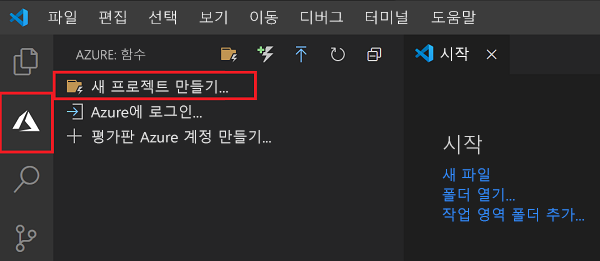 파일 편집 선택 보기 이동 디버그 터미널 도움말
AZURE: 함수
시작
새 프로젝트 만들기...
Azure에 로그인...
평가판 Azure 계정 만들기...
시작
새 파일
폴더 열기...
작업 영역 폴더 추가...